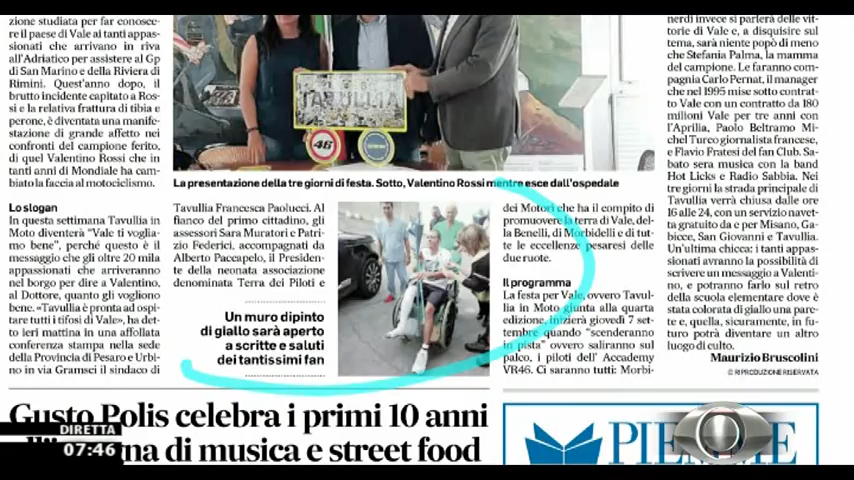 zione studiata per far conosce-
re il paese di Vale ai tanti appas-
sionati che arrivano in riva
all'Adriatico per assistere al Gp
di San Marino e della Riviera di
Rimini. Quest'anno dopo, il
brutto incidente capitato a Ros-
si e la relativa frattura di tibia e
perone, è diventata una manife-
stazione di grande affetto nei
confronti del campione ferito,
di quel Valentino Rossi che in
tanti anni di Mondiale ha cam-
biato la faccia al motociclismo.
Lo slogan
In questa settimana Tavullia in
Moto diventerà "Vale ti voglia-
mo bene", perché questo è il
messaggio che gli oltre 20 mila
appassionati che arriveranno
nel borgo per dire a Valentino,
al Dottore, quanto gli vogliono
bene. «Tavullia è pronta ad ospi-
tare tutti i tifosi di Vale», ha det-
to ieri mattina in una affollata
conferenza stampa nella sede
della Provincia di Pesaro e Urbi-
no in via Gramsci il sindaco di
TAVULLIA
46
La presentazione della tre giorni di festa. Sotto, Valentino Rossi mentre esce dall'ospedale
Tavullia Francesca Paolucci. Al
fianco del primo cittadino, gli
assessori Sara Muratori e Patri-
zio Federici, accompagnati da
Alberto Paccapelo, il Presiden-
te della neonata associazione
denominata Terra dei Piloti e
Un muro dipinto
di giallo sarà aperto
a scritte e saluti
dei tantissimi fan
dei Motori che ha il compito di
promuovere la terra di Vale, del-
la Benelli, di Morbidelli e di tut-
te le eccellenze pesaresi delle
due ruote.
Il programma
La festa per Vale, ovvero Tavul-
lia in Moto giunta alla quarta
edizione, inizierà giovedì 7 set-
tembre quando "scenderanno
in pista" ovvero saliranno sul
palco, i piloti dell' Accademy
VR46. Ci saranno tutti: Morbi-
nerdì invece si parlerà delle vit-
torie di Vale e, a disquisire sul
tema, sarà niente popò di meno
che Stefania Palma, la mamma
del campione. Le faranno com-
pagnia Carlo Pernat, il manager
che nel 1995 mise sotto contrat-
to Vale con un contratto da 180
milioni Vale per tre anni con
l'Aprilia, Paolo Beltramo Mi-
chel Turco giornalista francese,
e Flavio Fratesi del fan Club. Sa-
bato sera musica con la band
Hot Licks e Radio Sabbia. Nei
tre giorni la strada principale di
Tavullia verrà chiusa dalle ore
16 alle 24, con un servizio navet-
ta gratuito da e per Misano, Ga-
bicce, San Giovanni e Tavullia.
Un'ultima chicca: i tanti appas-
sionati avranno la possibilità di
scrivere un messaggio a Valenti-
no, e potranno farlo sul retro
della scuola elementare dove è
stata colorata di giallo una pare-
te e, quella, sicuramente, in fu-
turo potrà diventare un altro
luogo di culto.
Maurizio Bruscolini
© RIPRODUZIONE RISERVATA
Gusto Polis celebra i primi 10 anni
di musica e street food
DIRETTA
07:46